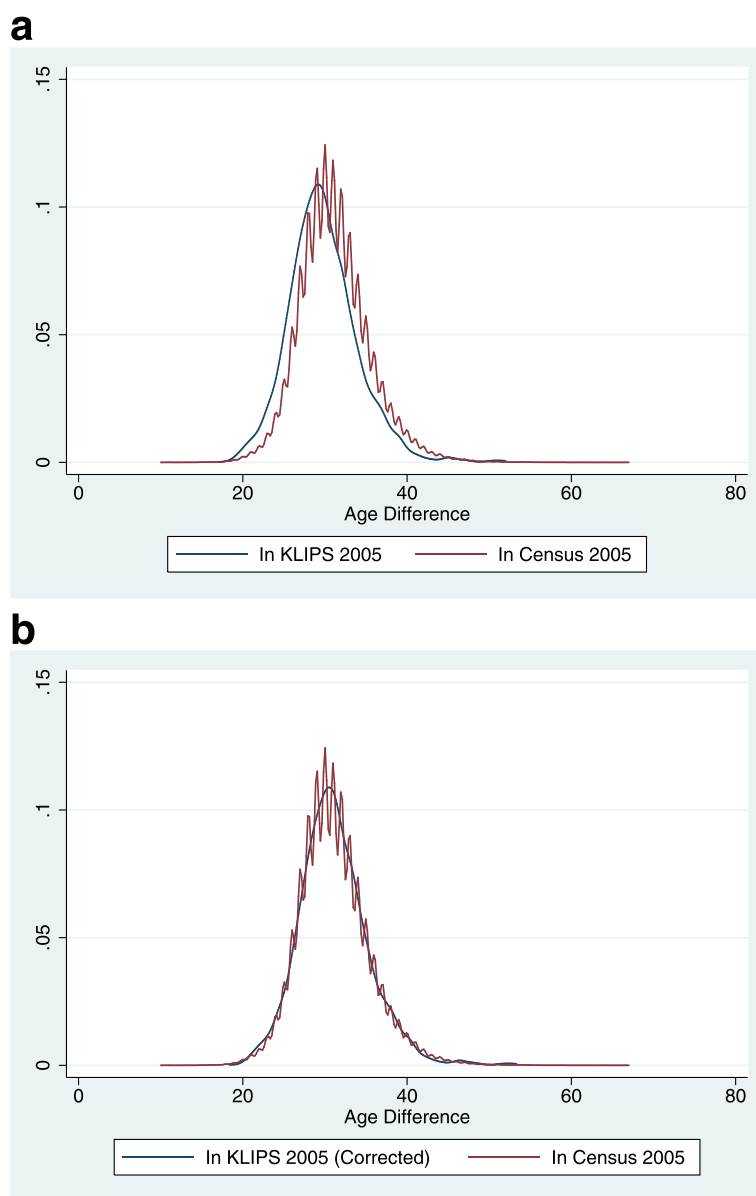 a
.15
.1
.05
0
0 20 40 60 80
Age Difference
In KLIPS 2005 In Census 2005
b
.15
.1
.05
0
0 20 40 60 80
Age Difference
In KLIPS 2005 (Corrected) In Census 2005